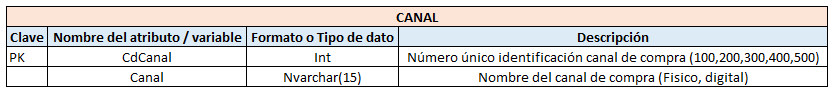 CANAL
Clave Nombre del atributo / variable Formato o Tipo de dato Descripción
PK CdCanal Int Número único identificación canal de compra (100,200,300,400,500)
Canal Nvarchar(15) Nombre del canal de compra (Fisico, digital)